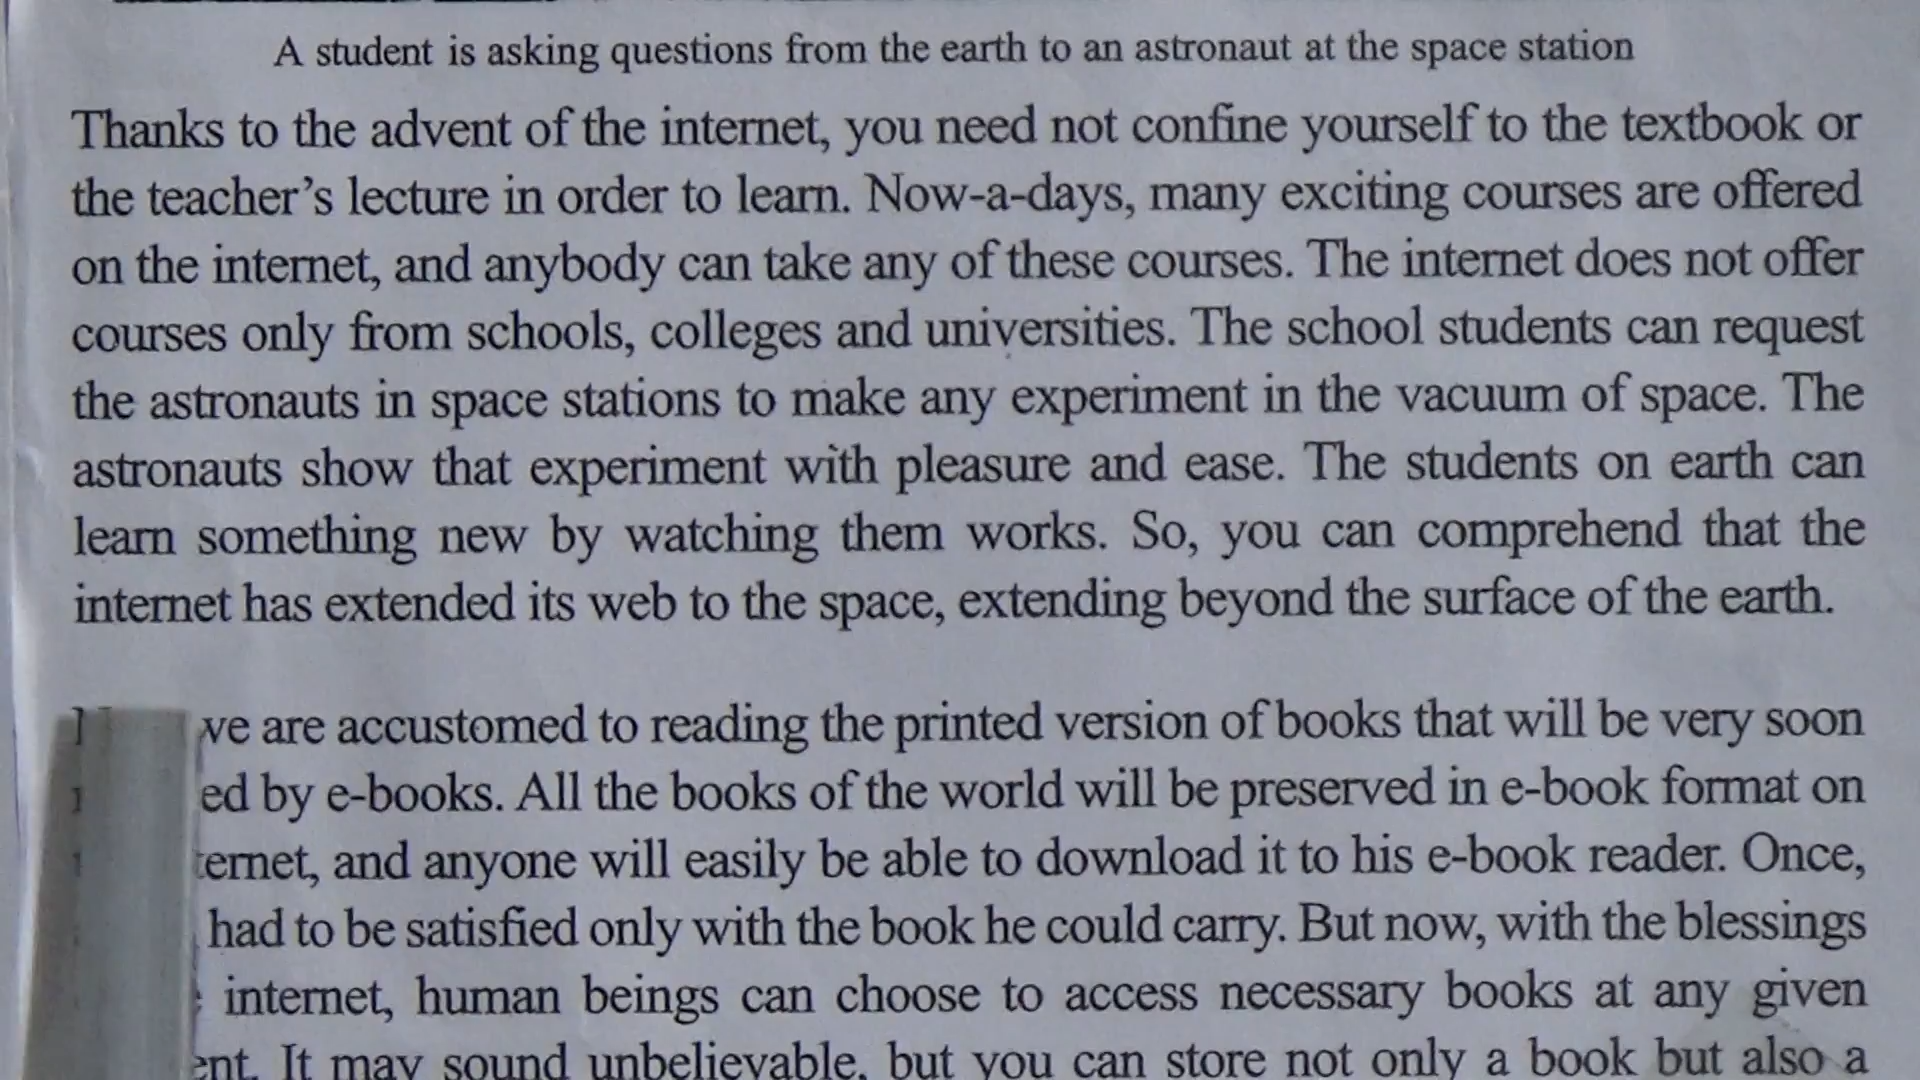 A student is asking questions from the earth to an astronaut at the space station
Thanks to the advent of the internet, you need not confine yourself to the textbook or
the teacher's lecture in order to learn. Now-a-days, many exciting courses are offered
on the internet, and anybody can take any of these courses. The internet does not offer
courses only from schools, colleges and universities. The school students can request
the astronauts in space stations to make any experiment in the vacuum of space. The
astronauts show that experiment with pleasure and ease. The students on earth can
learn something new by watching them works. So, you can comprehend that the
internet has extended its web to the space, extending beyond the surface of the earth.
are accustomed to reading the printed version of books that will be very soon
by e-books. All the books of the world will be preserved in e-book format on
and anyone will easily be able to download it to his e-book reader. Once,
had to be satisfied only with the book he could carry. But now, with the blessings
internet, human beings can choose to access necessary books at any given
It may sound unbelievable, but you can store not only a book but also a